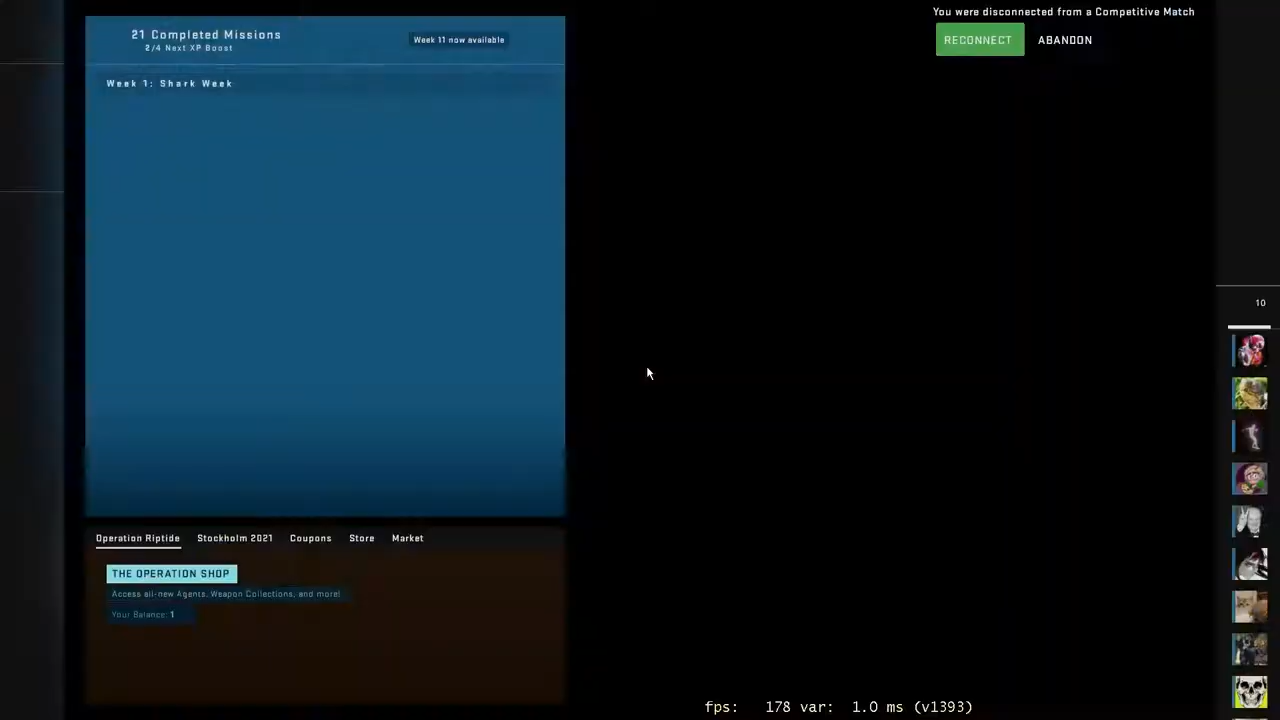 You were disconnected from a Competitive Match
RECONNECT ABANDON
21 Completed Missions
2/4 Next XP Boost
Week 11 now available
Week 1: Shark Week
10
Operation Riptide Stockholm 2021 Coupons Store Market
THE OPERATION SHOP
Access all-new Agents, Weapon Collections, and more!
Your Balance: 1
fps: 178 var: 1.0 ms (v1393)